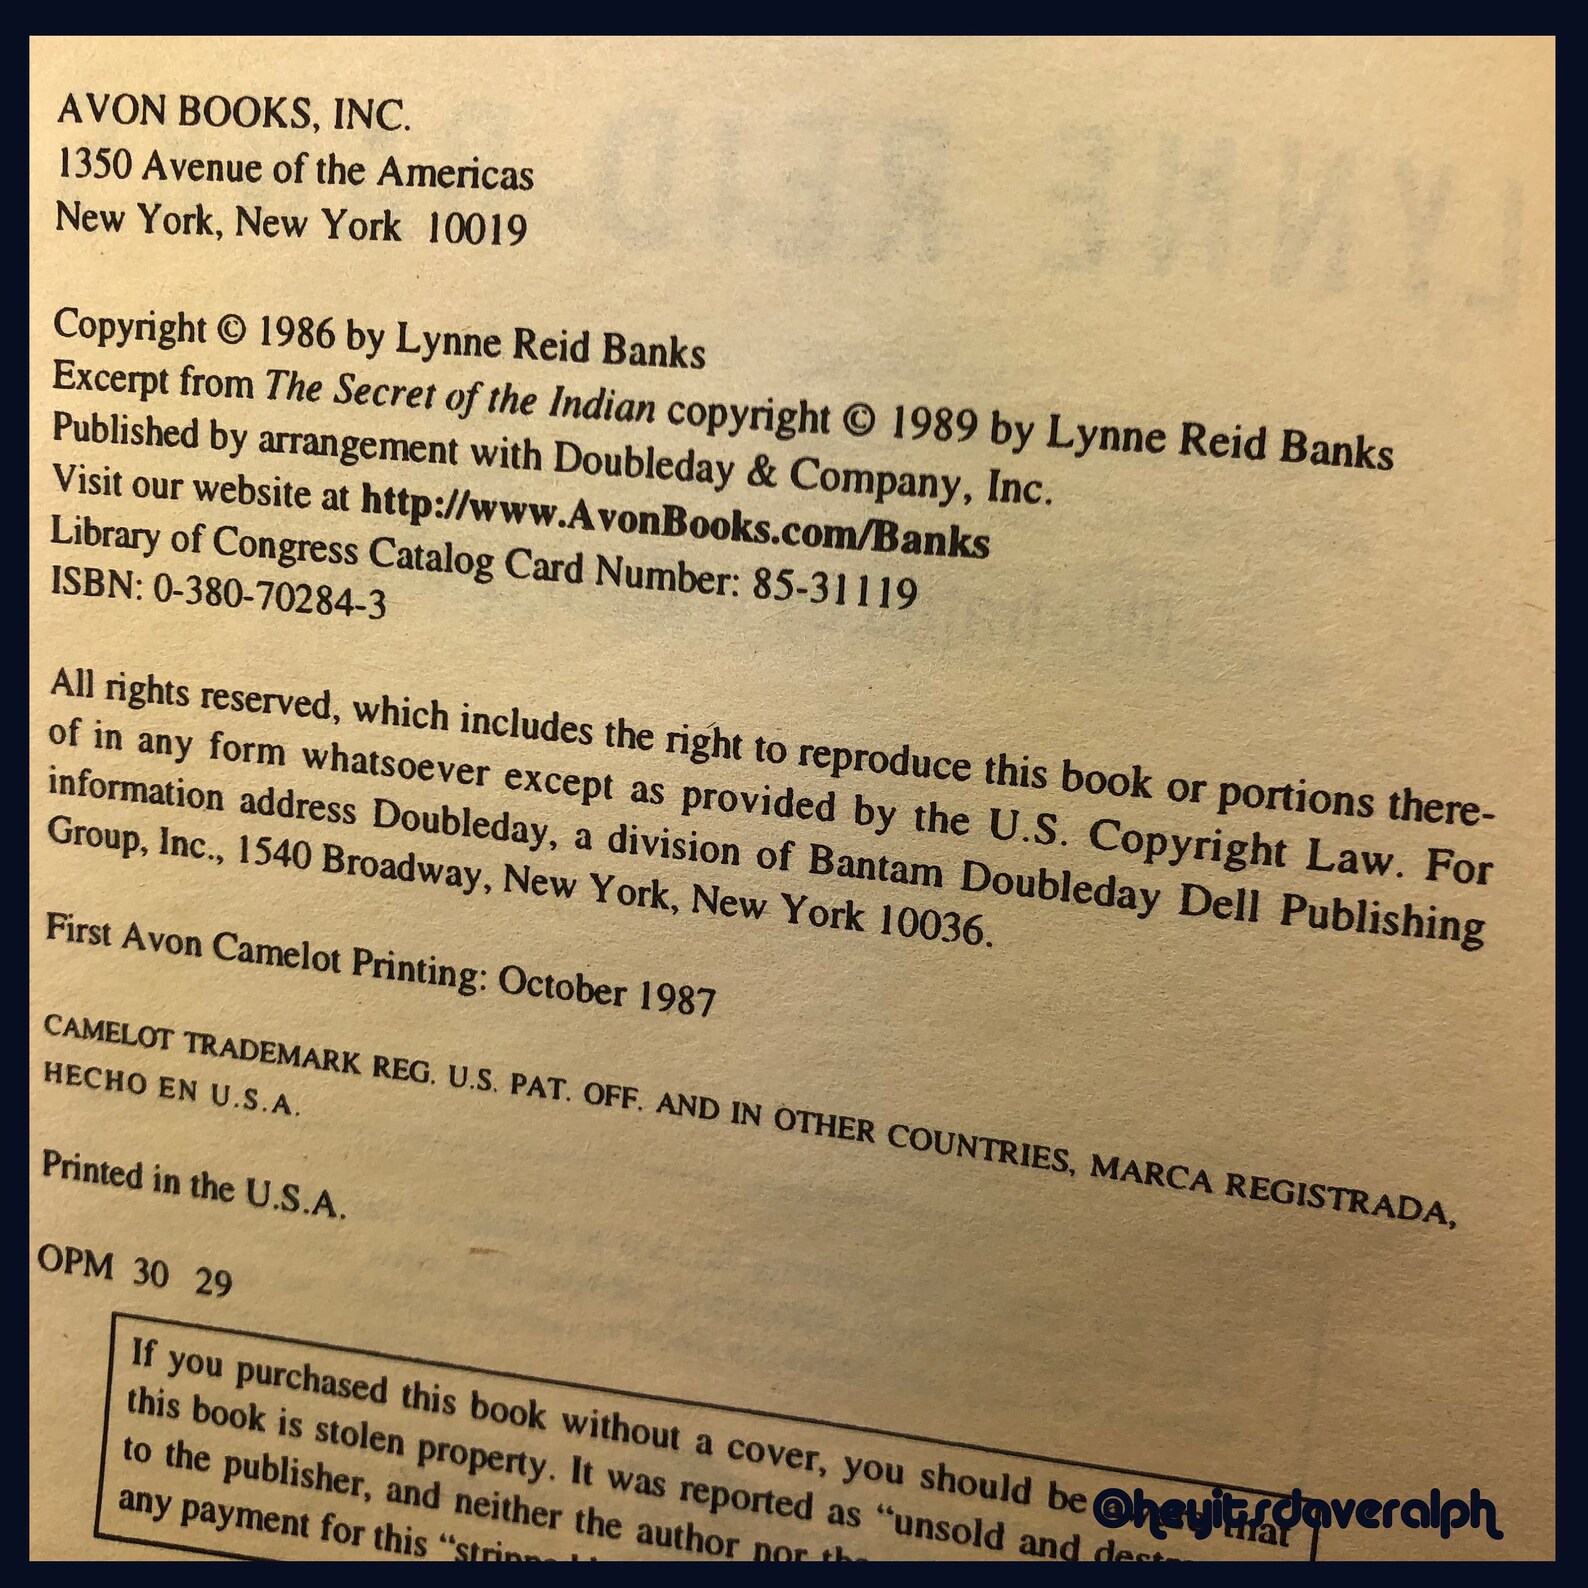 AVON BOOKS, INC.
1350 Avenue of the Americas
New York, New York 10019
Copyright © 1986 by Lynne Reid Banks
Excerpt from The Secret of the Indian copyright © 1989 by Lynne Reid Banks
Published by arrangement with Doubleday & Company, Inc.
Visit our website at http://www.AvonBooks.com/Banks
Library of Congress Catalog Card Number: 85-31119
ISBN: 0-380-70284-3
All rights reserved, which includes the right to reproduce this book or portions there-
of in any form whatsoever except as provided by the U.S. Copyright Law. For
information address Doubleday, a division of Bantam Doubleday Dell Publishing
Group, Inc., 1540 Broadway, New York, New York 10036.
First Avon Camelot Printing: October 1987
CAMELOT TRADEMARK REG. U.S. PAT. OFF. AND IN OTHER COUNTRIES, MARCA REGISTRADA,
HECHO EN U.S.A.
Printed in the U.S.A.
OPM 30 29
If you purchased this book without a cover, you should be that
this book is stolen property. It was reported as “unsold and
to the publisher, and neither the author nor
any payment for this
@heyitsdaveralph